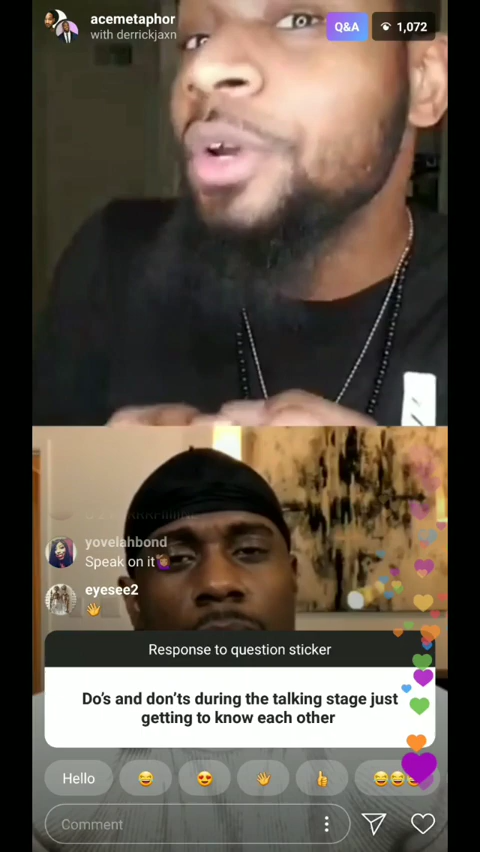 acemetaphor
with derrickjaxn
Q&A
1,072
yovelahbond
Speak on it🙋🏾‍♀️
eyesee2
👋
Response to question sticker
Do's and don'ts during the talking stage just
getting to know each other
Hello 😂 😍 👋 👍 😂😂😂
Comment